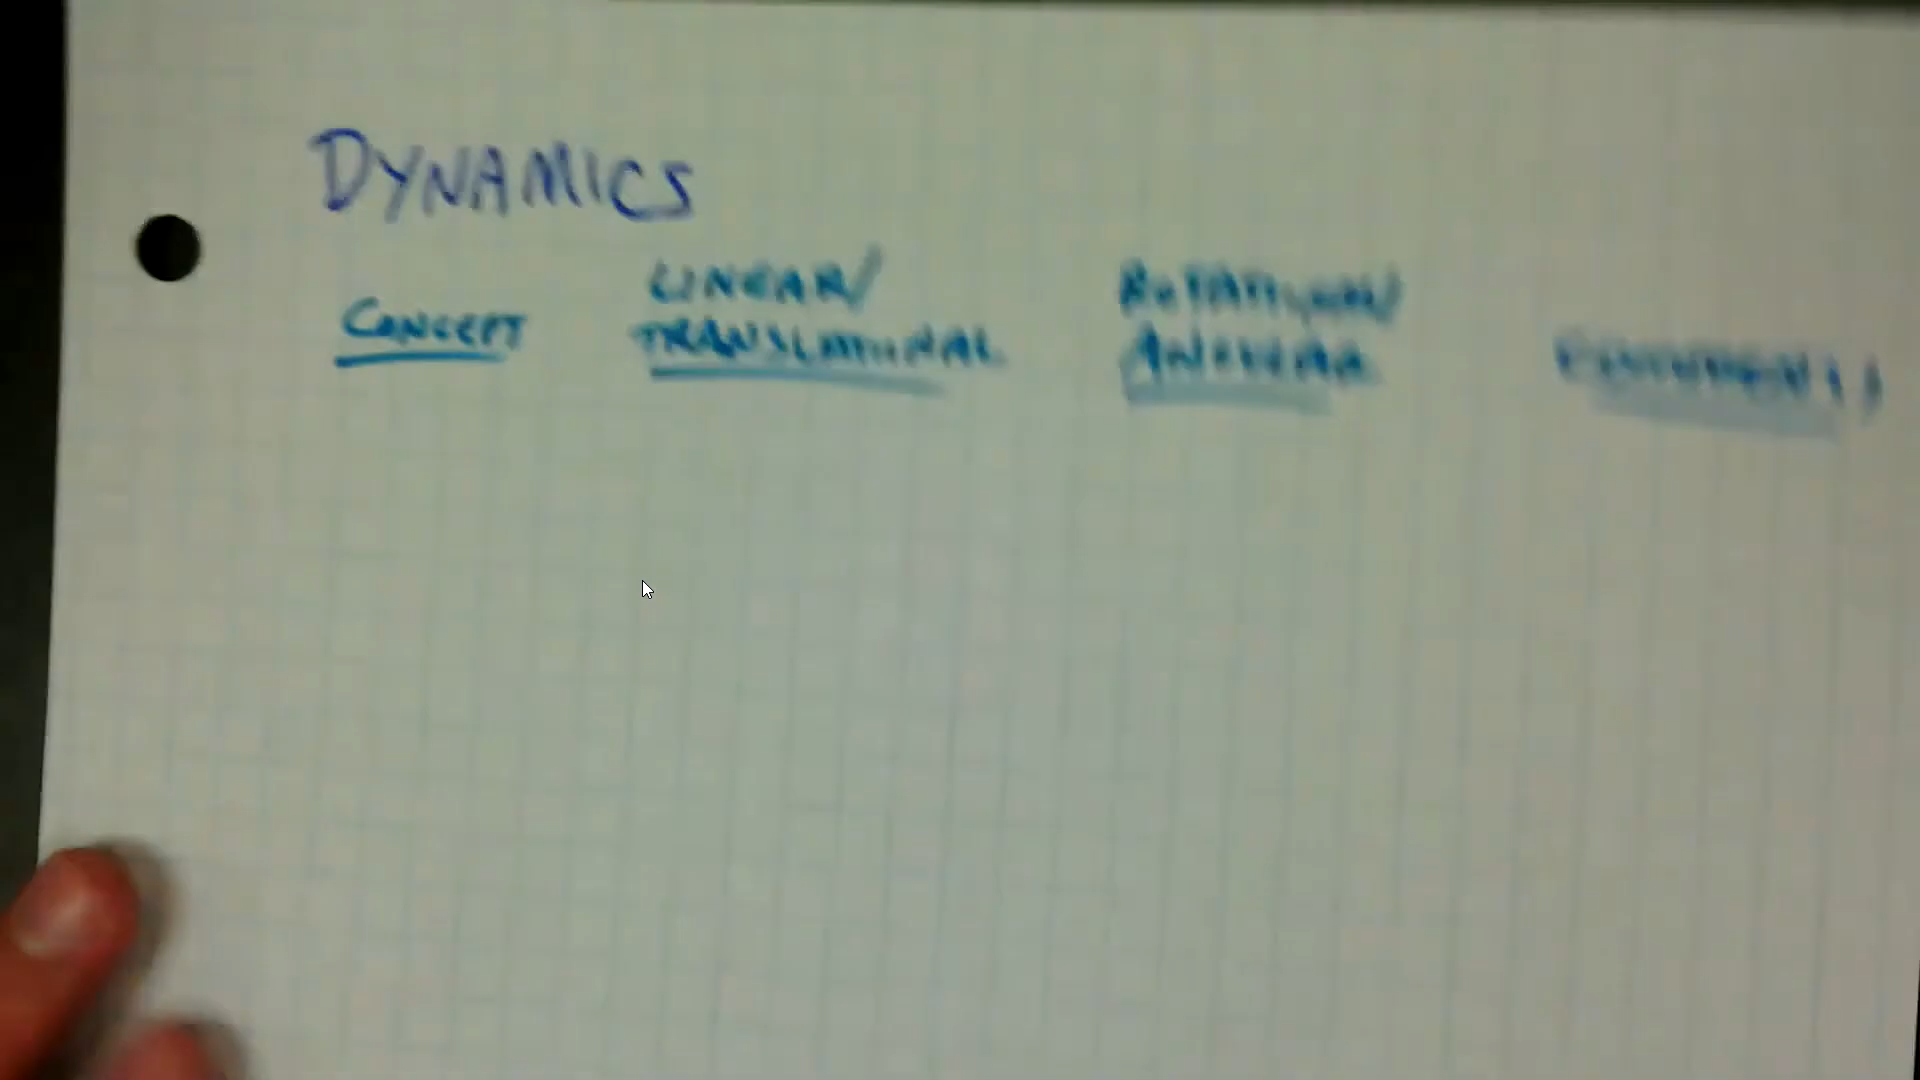 DYNAMICS
CONCEPT
LINEAR/
TRANSLATIONAL
ROTATIONAL/
ANGULAR